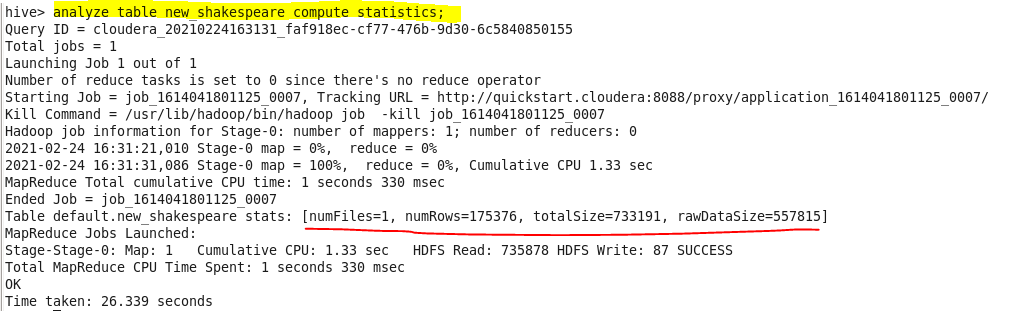 hive> analyze table new_shakespeare compute statistics;
Query ID = cloudera_20210224163131_faf918ec-cf77-476b-9d30-6c5840850155
Total jobs = 1
Launching Job 1 out of 1
Number of reduce tasks is set to 0 since there's no reduce operator
Starting Job = job_1614041801125_0007, Tracking URL = http://quickstart.cloudera:8088/proxy/application_1614041801125_0007/
Kill Command = /usr/lib/hadoop/bin/hadoop job  -kill job_1614041801125_0007
Hadoop job information for Stage-0: number of mappers: 1; number of reducers: 0
2021-02-24 16:31:21,010 Stage-0 map = 0%,  reduce = 0%
2021-02-24 16:31:31,086 Stage-0 map = 100%,  reduce = 0%, Cumulative CPU 1.33 sec
MapReduce Total cumulative CPU time: 1 seconds 330 msec
Ended Job = job_1614041801125_0007
Table default.new_shakespeare stats: [numFiles=1, numRows=175376, totalSize=733191, rawDataSize=557815]
MapReduce Jobs Launched:
Stage-Stage-0: Map: 1   Cumulative CPU: 1.33 sec   HDFS Read: 735878 HDFS Write: 87 SUCCESS
Total MapReduce CPU Time Spent: 1 seconds 330 msec
OK
Time taken: 26.339 seconds